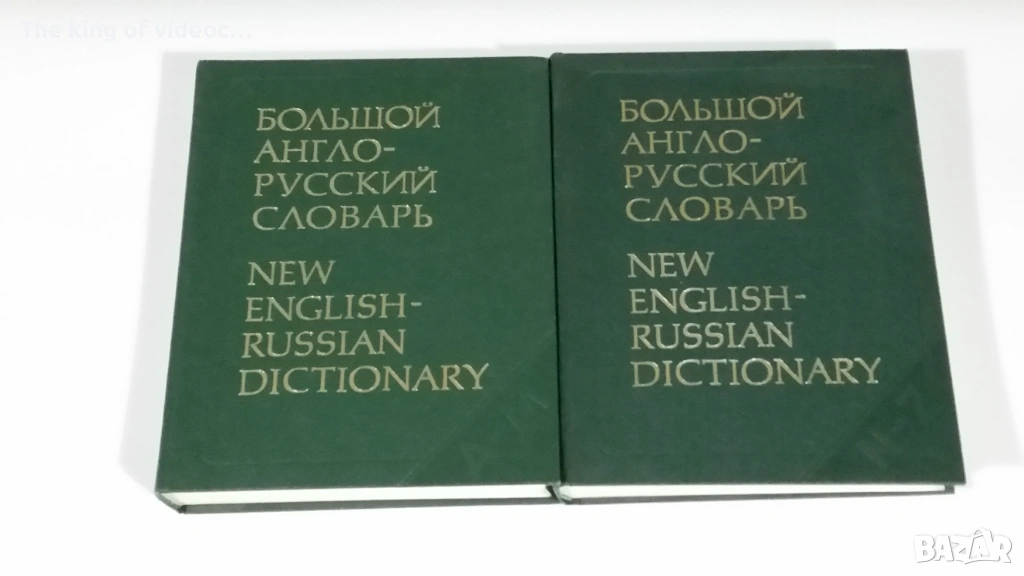 The king of videoc...
БОЛЬШОЙ
АНГЛО-
РУССКИЙ
СЛОВАРЬ
NEW
ENGLISH-
RUSSIAN
DICTIONARY
БОЛЬШОЙ
АНГЛО-
РУССКИЙ
СЛОВАРЬ
NEW
ENGLISH-
RUSSIAN
DICTIONARY
N-Z
BAZAR